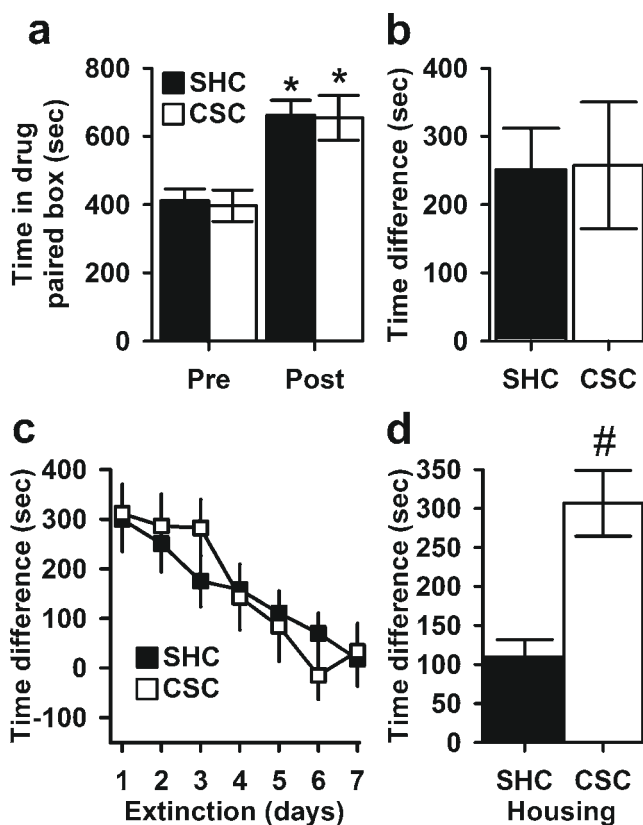 a
Time in drug
paired box (sec)
800
600
400
200
0
SHC
CSC
*
*
Pre
Post
b
Time difference (sec)
400
300
200
100
0
SHC
CSC
c
Time difference (sec)
400
300
200
100
0
-100
SHC
CSC
1 2 3 4 5 6 7
Extinction (days)
d
Time difference (sec)
350
300
250
200
150
100
50
0
#
SHC CSC
Housing